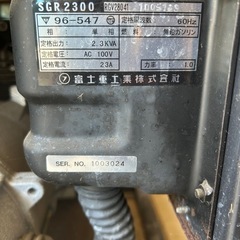 SGR2300 RGV2804T
96-547 定格周波数 60Hz
相数 単相 燃料 無鉛ガソリン
定格出力: 2.3KVA
定格電圧: AC 100V
定格電流: 23A 力率 1.0
富士重工業株式会社
SER. NO. 1003024